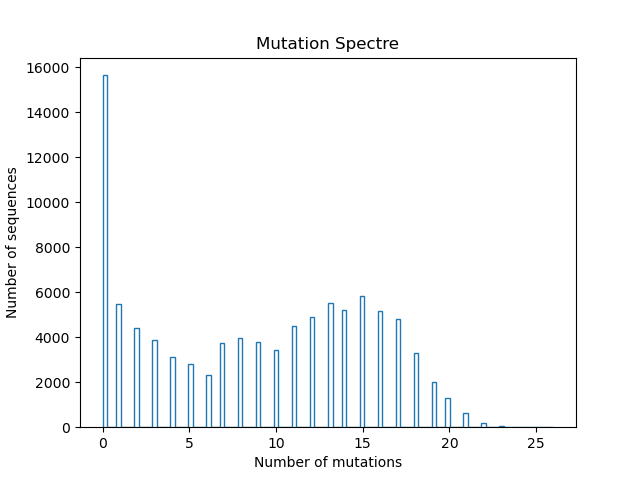 Mutation Spectre
16000
14000
12000
10000
8000
6000
4000
2000
0
Number of sequences
0 5 10 15 20 25
Number of mutations